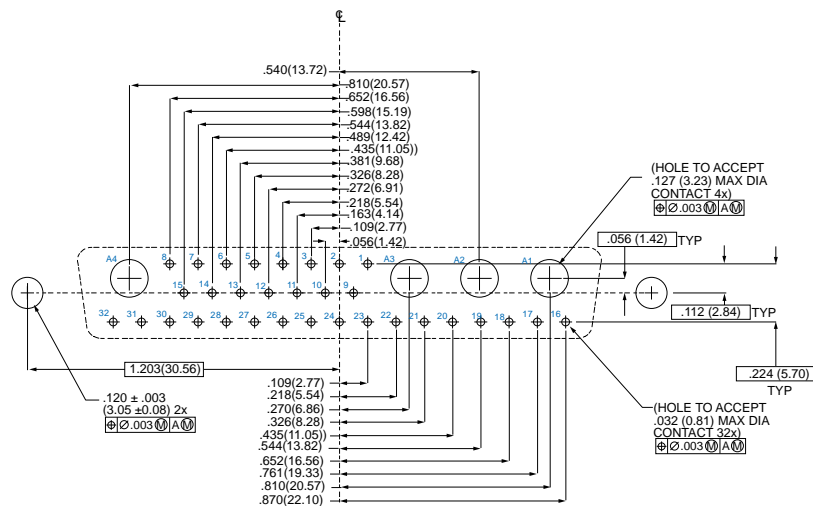 ℄
.540(13.72)
.810(20.57)
.652(16.56)
.598(15.19)
.544(13.82)
.489(12.42)
.435(11.05))
.381(9.68)
.326(8.28)
.272(6.91)
.218(5.54)
.163(4.14)
.109(2.77)
.056(1.42)
(HOLE TO ACCEPT
.127 (3.23) MAX DIA
CONTACT 4x)
⌖ Ø.003 Ⓜ A Ⓜ
.056 (1.42) TYP
A4 8 7 6 5 4 3 2 1 A3 A2 A1
15 14 13 12 11 10 9
.112 (2.84) TYP
32 31 30 29 28 27 26 25 24 23 22 21 20 19 18 17 16
1.203(30.56)
.224 (5.70)
TYP
.120 ± .003
(3.05 ±0.08) 2x
⌖ Ø.003 Ⓜ A Ⓜ
.109(2.77)
.218(5.54)
.270(6.86)
.326(8.28)
.435(11.05))
.544(13.82)
.652(16.56)
.761(19.33)
.810(20.57)
.870(22.10)
(HOLE TO ACCEPT
.032 (0.81) MAX DIA
CONTACT 32x)
⌖ Ø.003 Ⓜ A Ⓜ